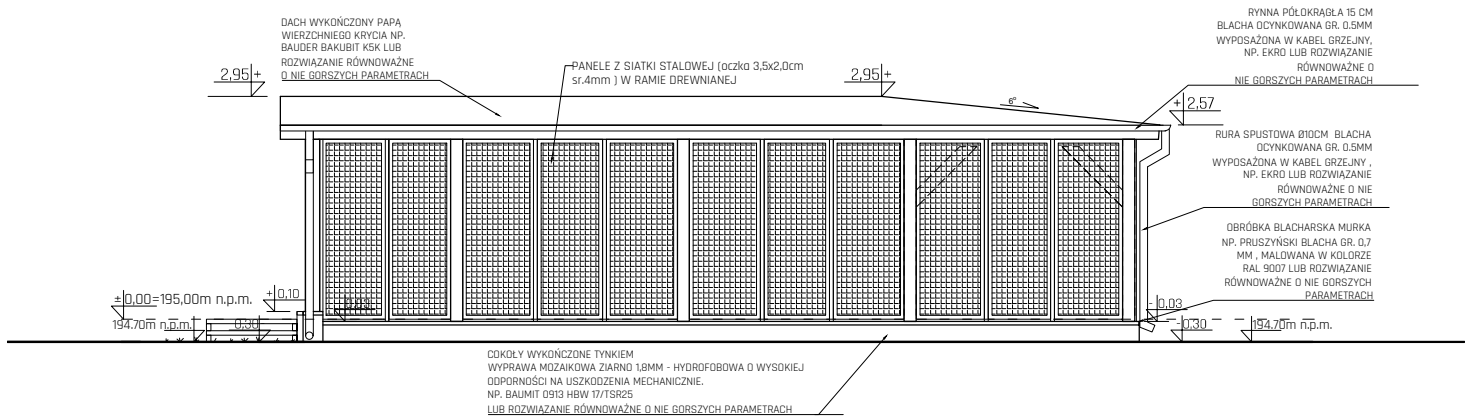 DACH WYKOŃCZONY PAPĄ
WIERZCHNIEGO KRYCIA NP.
BAUDER BAKUBIT K5K LUB
ROZWIĄZANIE RÓWNOWAŻNE
O NIE GORSZYCH PARAMETRACH
2,95 +
PANELE Z SIATKI STALOWEJ (oczko 3,5x2,0cm
śr.4mm ) W RAMIE DREWNIANEJ
2,95 +
6°
RYNNA PÓŁOKRĄGŁA 15 CM
BLACHA OCYNKOWANA GR. 0.5MM
WYPOSAŻONA W KABEL GRZEJNY,
NP. EKRO LUB ROZWIĄZANIE
RÓWNOWAŻNE O
NIE GORSZYCH PARAMETRACH
+ 2,57
RURA SPUSTOWA Ø10CM BLACHA
OCYNKOWANA GR. 0.5MM
WYPOSAŻONA W KABEL GRZEJNY ,
NP. EKRO LUB ROZWIĄZANIE
RÓWNOWAŻNE O NIE
GORSZYCH PARAMETRACH
OBRÓBKA BLACHARSKA MURKA
NP. PRUSZYŃSKI BLACHA GR. 0,7
MM , MALOWANA W KOLORZE
RAL 9007 LUB ROZWIĄZANIE
RÓWNOWAŻNE O NIE GORSZYCH
PARAMETRACH
±0,00=195,00m n.p.m.
+ 0,10
- 0,03
- 0,03
194.70m n.p.m.
-0,30
-0,30
194.70m n.p.m.
COKOŁY WYKOŃCZONE TYNKIEM
WYPRAWA MOZAIKOWA ZIARNO 1,8MM - HYDROFOBOWA O WYSOKIEJ
ODPORNOŚCI NA USZKODZENIA MECHANICZNIE.
NP. BAUMIT 0913 HBW 17/TSR25
LUB ROZWIĄZANIE RÓWNOWAŻNE O NIE GORSZYCH PARAMETRACH